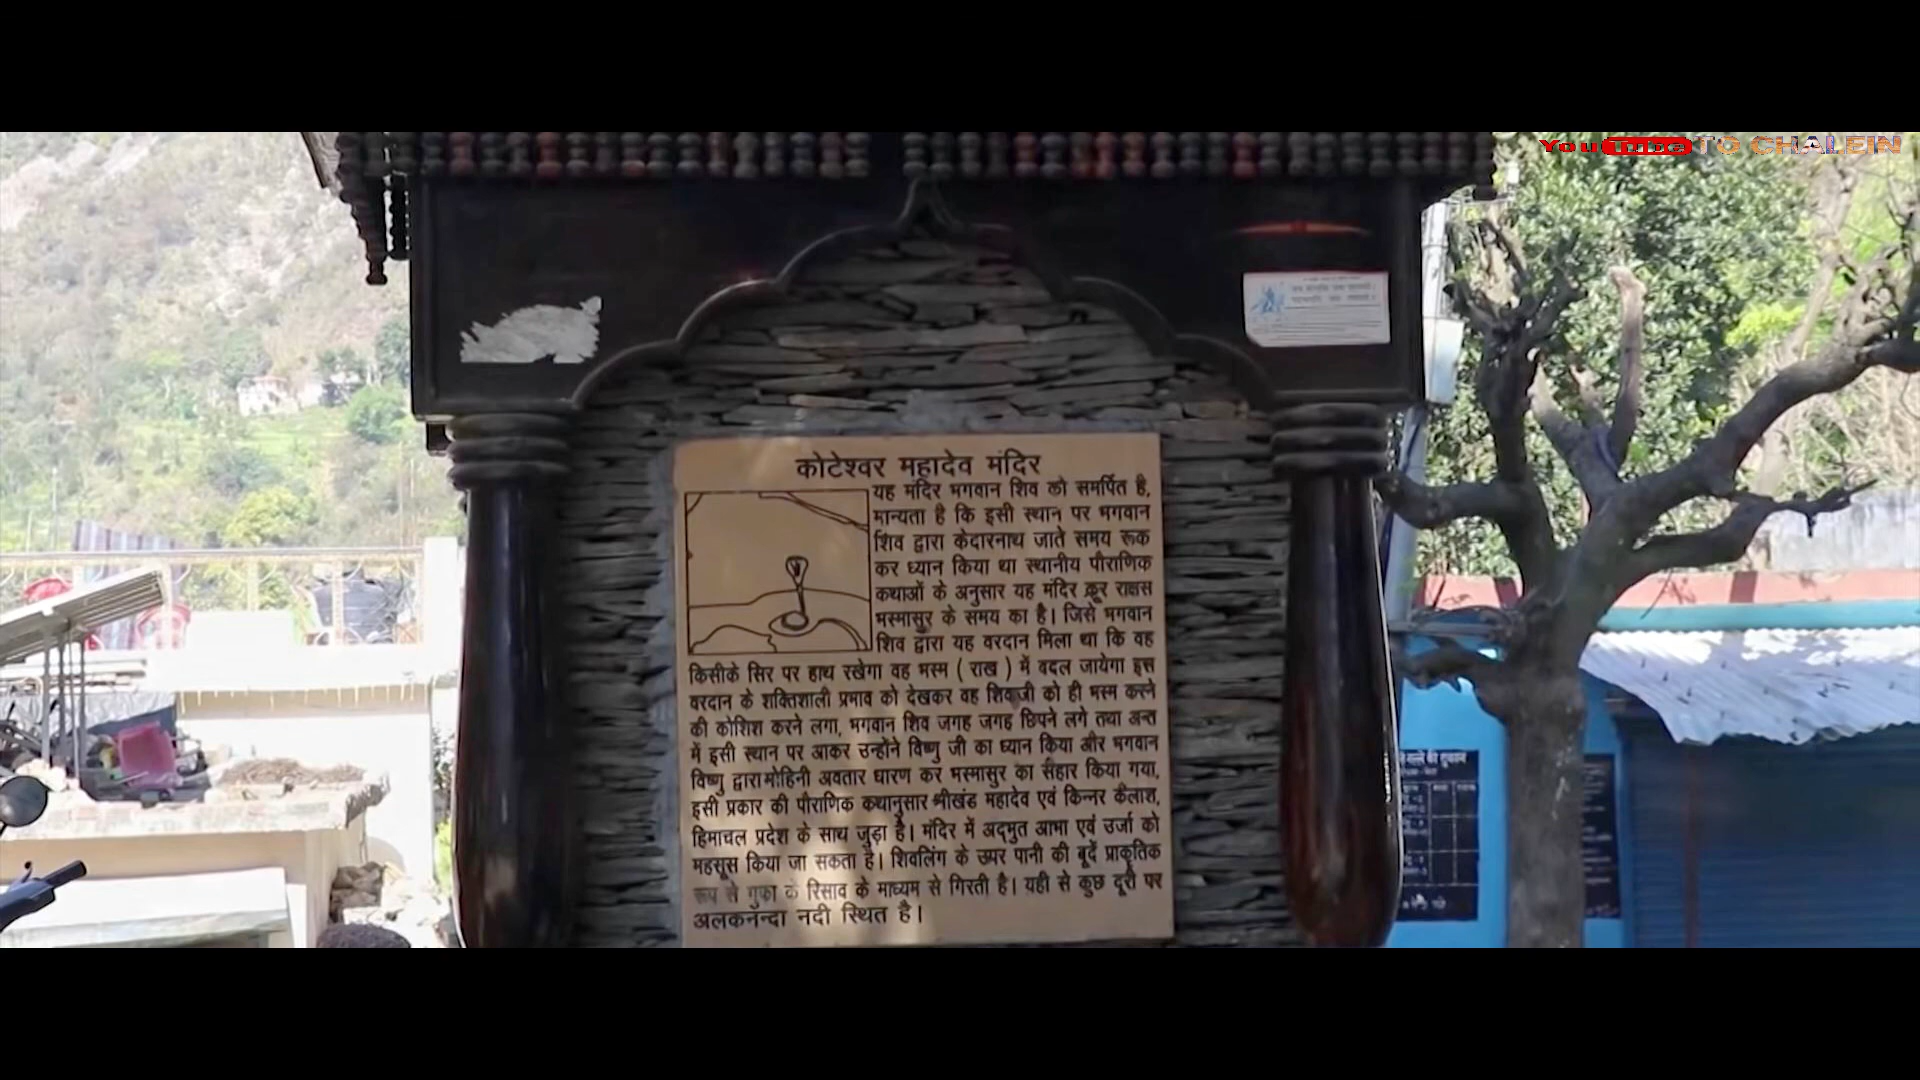 YouTube TO CHALEIN
कोटेश्वर महादेव मंदिर
यह मंदिर भगवान शिव को समर्पित है,
मान्यता है कि इसी स्थान पर भगवान
शिव द्वारा केदारनाथ जाते समय रूक
कर ध्यान किया था स्थानीय पौराणिक
कथाओं के अनुसार यह मंदिर क्रूर राक्षस
भस्मासुर के समय का है। जिसे भगवान
शिव द्वारा यह वरदान मिला था कि वह
किसीके सिर पर हाथ रखेगा वह भस्म ( राख ) में बदल जायेगा इस
वरदान के शक्तिशाली प्रभाव को देखकर वह शिवजी को ही भस्म करने
की कोशिश करने लगा, भगवान शिव जगह जगह छिपने लगे तथा अन्त
में इसी स्थान पर आकर उन्होंने विष्णु जी का ध्यान किया और भगवान
विष्णु द्वारा मोहिनी अवतार धारण कर भस्मासुर का संहार किया गया,
इसी प्रकार की पौराणिक कथानुसार श्रीखंड महादेव एवं किन्नर कैलाश,
हिमाचल प्रदेश के साथ जुड़ा है। मंदिर में अद्भुत आभा एवं उर्जा को
महसूस किया जा सकता है। शिवलिंग के उपर पानी की बूदें प्राकृतिक
रूप से गुफा के रिसाव के माध्यम से गिरती है। यही से कुछ दूरी पर
अलकनन्दा नदी स्थित है।